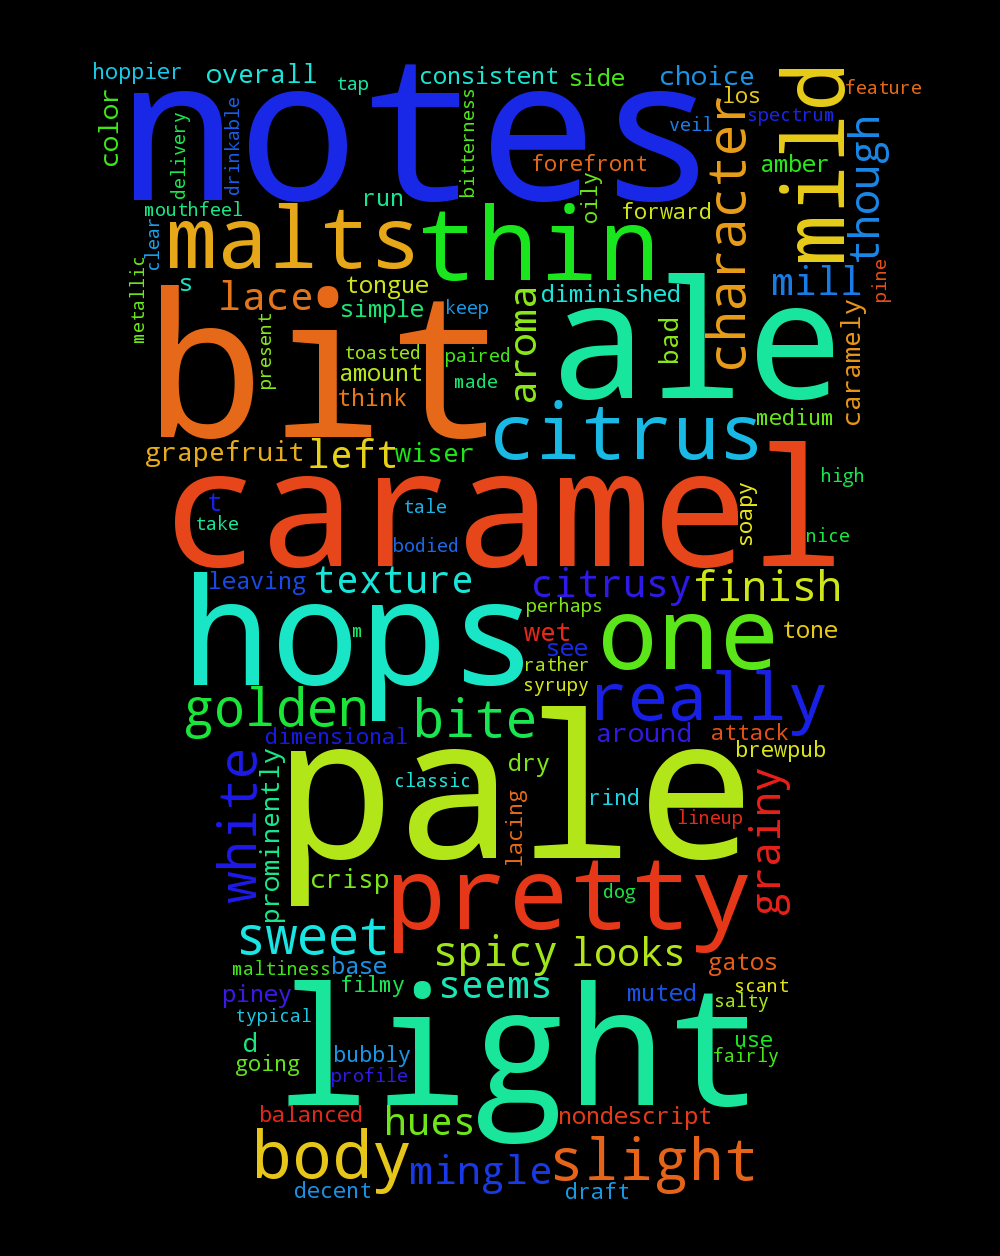 hoppier overall tap consistent side choice mild feature
color delivery drinkable notes bitterness los spectrum
veil character though
forefront amber
mouthfeel run oily forward
clear malts thin
metallic s lace tongue diminished mill pine
simple keep ale
present bit toasted paired aroma bad caramely
amount made
think citrus medium
grapefruit left wiser
t caramel tale soapy high
take bodied nice
leaving texture citrusy finish
hops m perhaps one tone
wet see
rather
syrupy
golden bite really
dimensional around attack
white prominently pale classic dry brewpub
lacing rind lineup grainy
crisp pretty dog
sweet spicy looks
maltiness base gatos
piney filmy seems muted scant
typical light salty
d bubbly use
going fairly
profile
balanced hues nondescript
body mingle slight
decent draft